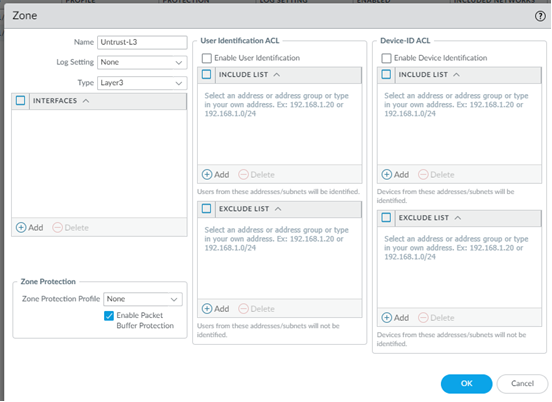 PROFILE PROTECTION LOG SETTING ENABLED INCLUDED NETWORKS
Zone
Name Untrust-L3
Log Setting None
Type Layer3
INTERFACES
Add Delete
Zone Protection
Zone Protection Profile None
Enable Packet
Buffer Protection
User Identification ACL
Enable User Identification
INCLUDE LIST
Select an address or address group or type
in your own address. Ex: 192.168.1.20 or
192.168.1.0/24
Add Delete
Users from these addresses/subnets will be identified.
EXCLUDE LIST
Select an address or address group or type
in your own address. Ex: 192.168.1.20 or
192.168.1.0/24
Add Delete
Users from these addresses/subnets will not be
identified.
Device-ID ACL
Enable Device Identification
INCLUDE LIST
Select an address or address group or type
in your own address. Ex: 192.168.1.20 or
192.168.1.0/24
Add Delete
Devices from these addresses/subnets will be
identified.
EXCLUDE LIST
Select an address or address group or type
in your own address. Ex: 192.168.1.20 or
192.168.1.0/24
Add Delete
Devices from these addresses/subnets will not be
identified.
OK Cancel